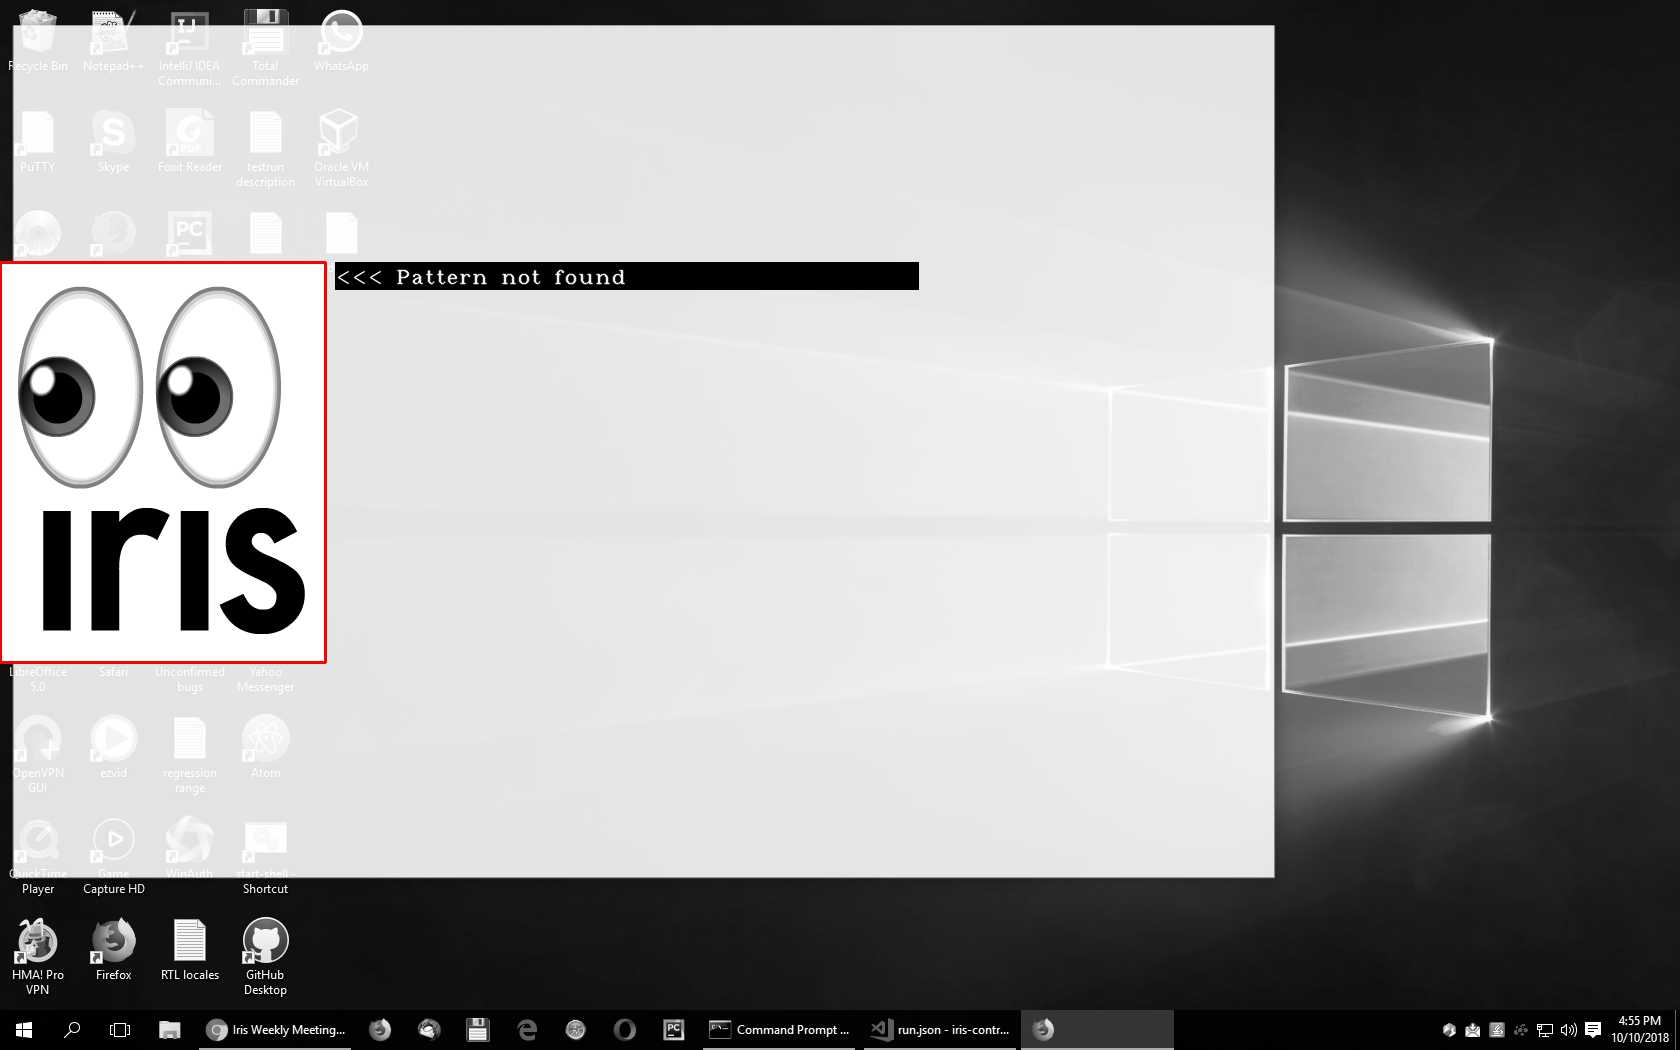 Recycle Bin
Notepad++
IntelliJ IDEA
Communi...
Total
Commander
WhatsApp
PuTTY
Skype
Foxit Reader
testrun
description
Oracle VM
VirtualBox
<<< Pattern not found
iris
LibreOffice
5.0
Safari
Unconfirmed
bugs
Yahoo
Messenger
OpenVPN
GUI
ezvid
regression
range
Atom
QuickTime
Player
Game
Capture HD
WinAuth
start-shell -
Shortcut
HMA! Pro
VPN
Firefox
RTL locales
GitHub
Desktop
Iris Weekly Meeting...
Command Prompt ...
run.json - iris-contr...
4:55 PM
10/10/2018